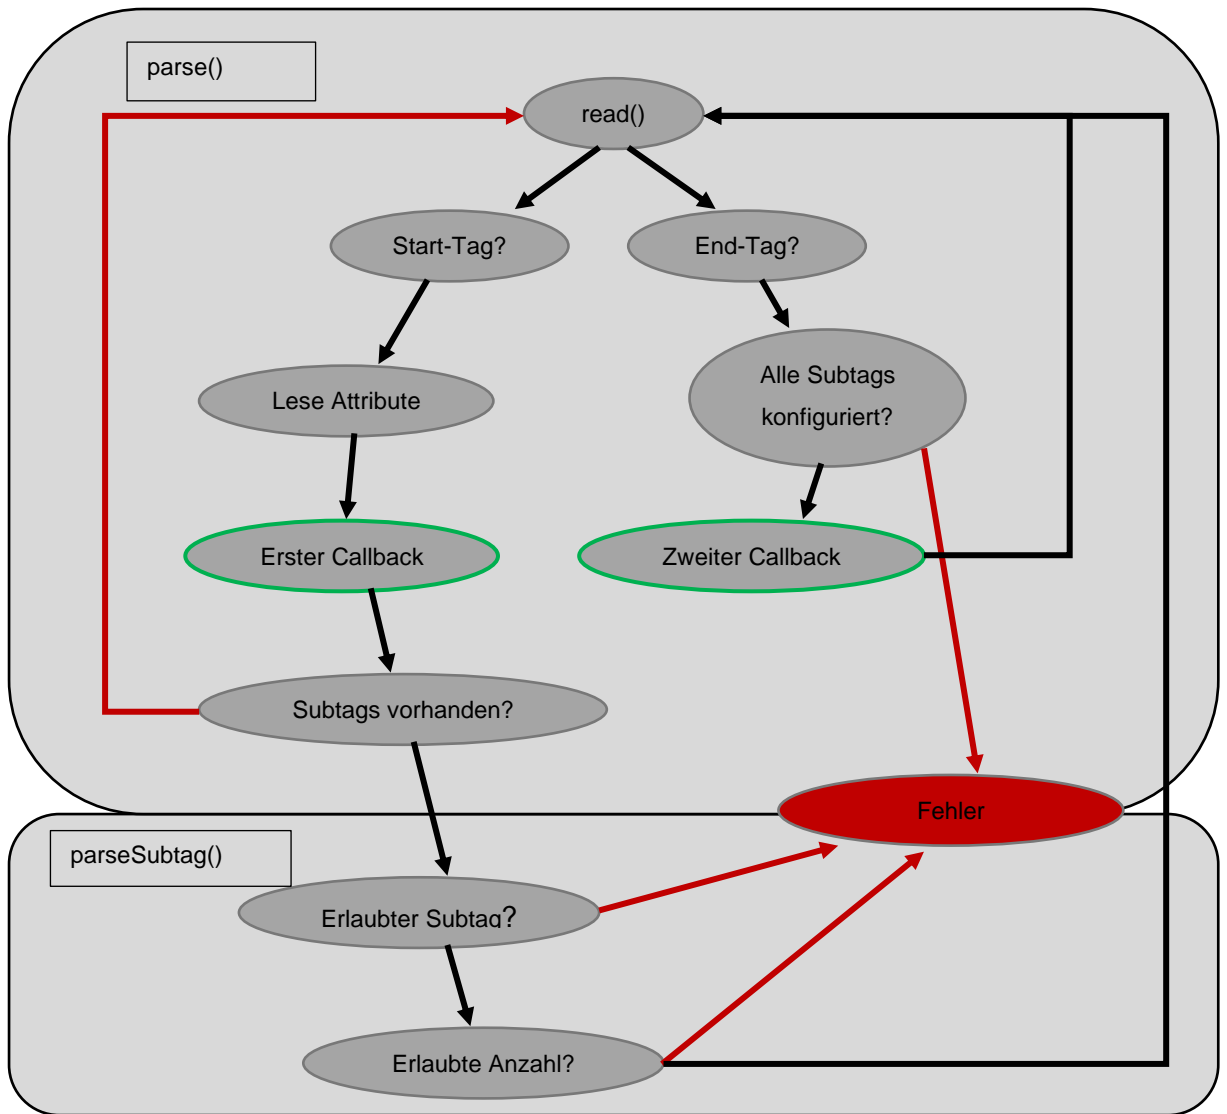 parse()
read()
Start-Tag?
End-Tag?
Alle Subtags
konfiguriert?
Lese Attribute
Erster Callback
Zweiter Callback
Subtags vorhanden?
Fehler
parseSubtag()
Erlaubter Subtag?
Erlaubte Anzahl?